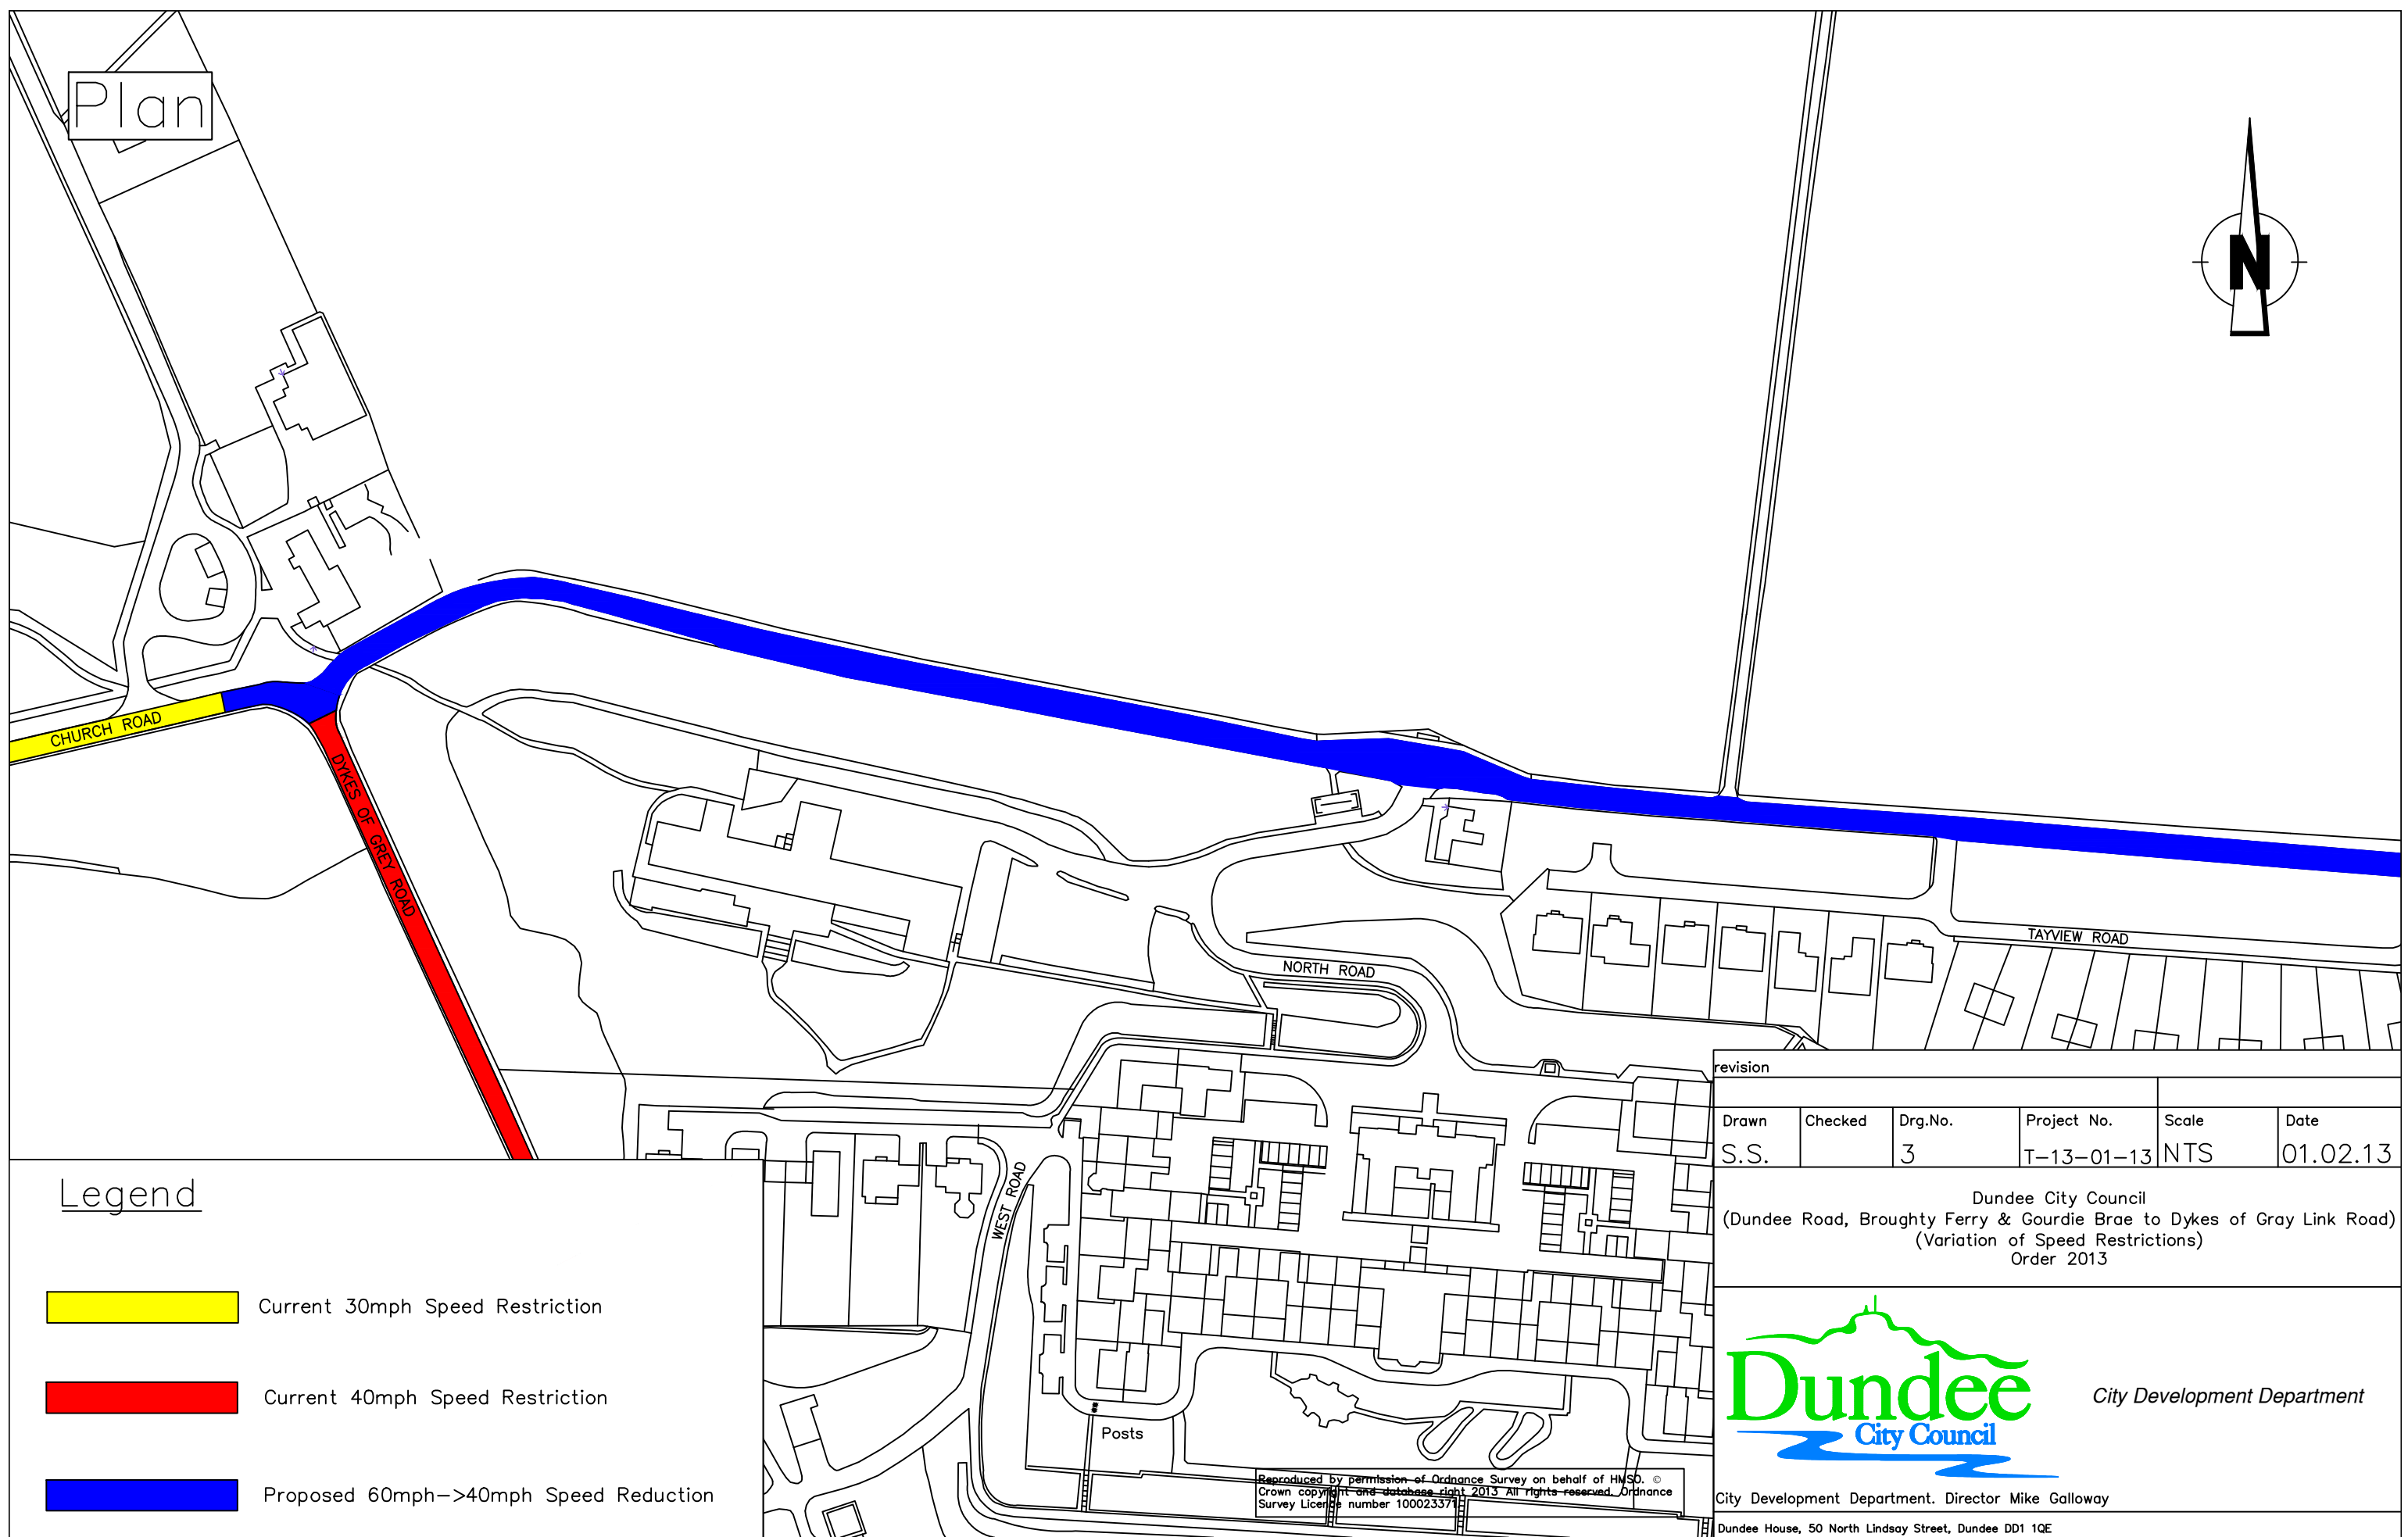 Plan
N
CHURCH ROAD
DYKES OF GREY ROAD
TAYVIEW ROAD
NORTH ROAD
WEST ROAD
Posts
Legend
Current 30mph Speed Restriction
Current 40mph Speed Restriction
Proposed 60mph->40mph Speed Reduction
Reproduced by permission of Ordnance Survey on behalf of HMSO. ©
Crown copyright and database right 2013 All rights reserved. Ordnance
Survey Licence number 100023371
revision
Drawn Checked Drg.No. Project No. Scale Date
S.S. 3 T-13-01-13 NTS 01.02.13
Dundee City Council
(Dundee Road, Broughty Ferry & Gourdie Brae to Dykes of Gray Link Road)
(Variation of Speed Restrictions)
Order 2013
Dundee
City Council
City Development Department
City Development Department. Director Mike Galloway
Dundee House, 50 North Lindsay Street, Dundee DD1 1QE